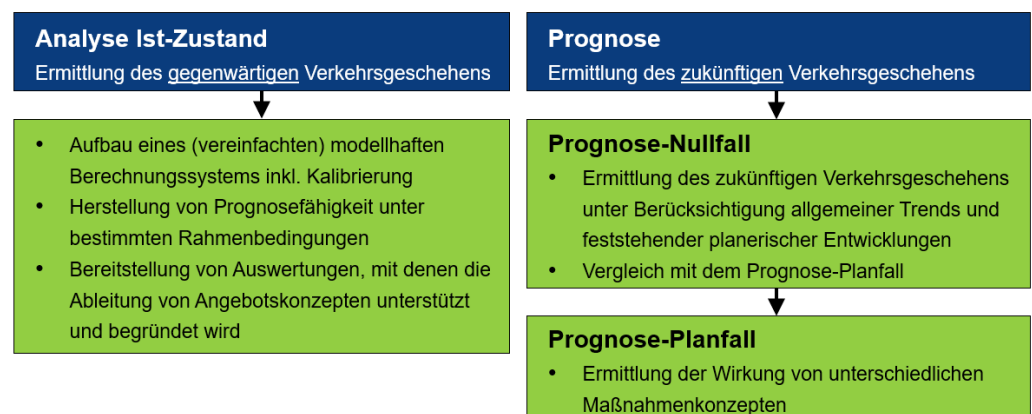 Analyse Ist-Zustand
Ermittlung des gegenwärtigen Verkehrsgeschehens
• Aufbau eines (vereinfachten) modellhaften
Berechnungssystems inkl. Kalibrierung
• Herstellung von Prognosefähigkeit unter
bestimmten Rahmenbedingungen
• Bereitstellung von Auswertungen, mit denen die
Ableitung von Angebotskonzepten unterstützt
und begründet wird
Prognose
Ermittlung des zukünftigen Verkehrsgeschehens
Prognose-Nullfall
• Ermittlung des zukünftigen Verkehrsgeschehens
unter Berücksichtigung allgemeiner Trends und
feststehender planerischer Entwicklungen
• Vergleich mit dem Prognose-Planfall
Prognose-Planfall
• Ermittlung der Wirkung von unterschiedlichen
Maßnahmenkonzepten